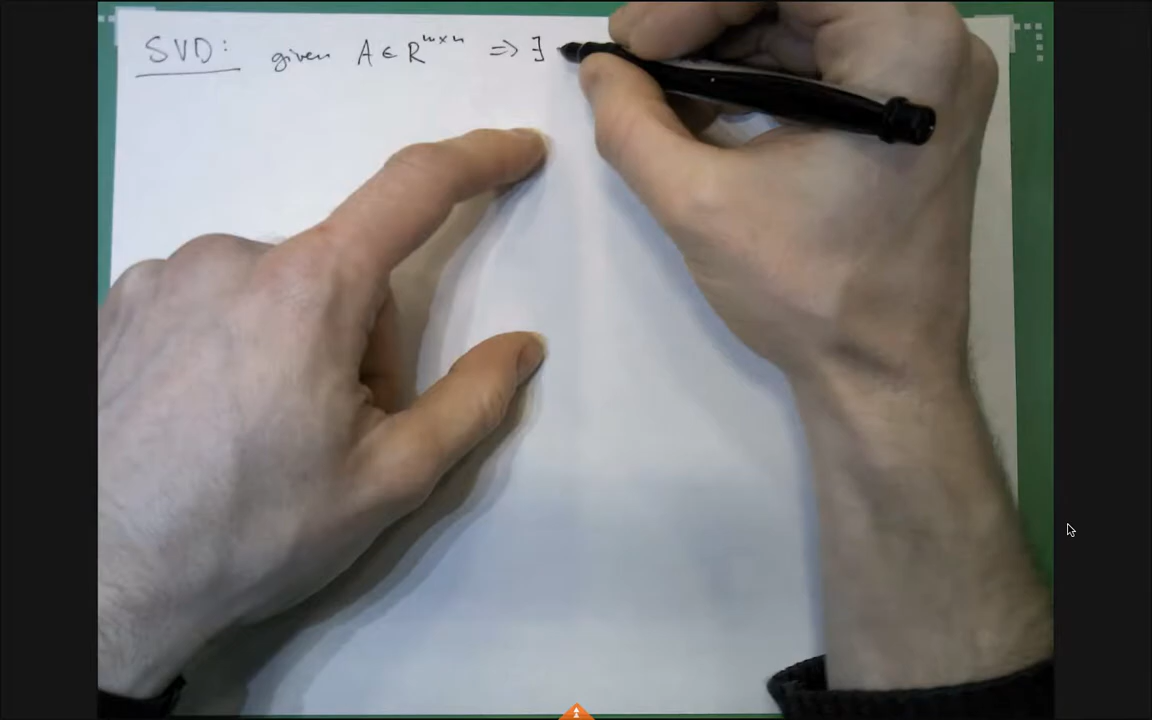 SVD: given A ∈ R^{m×n} => ∃